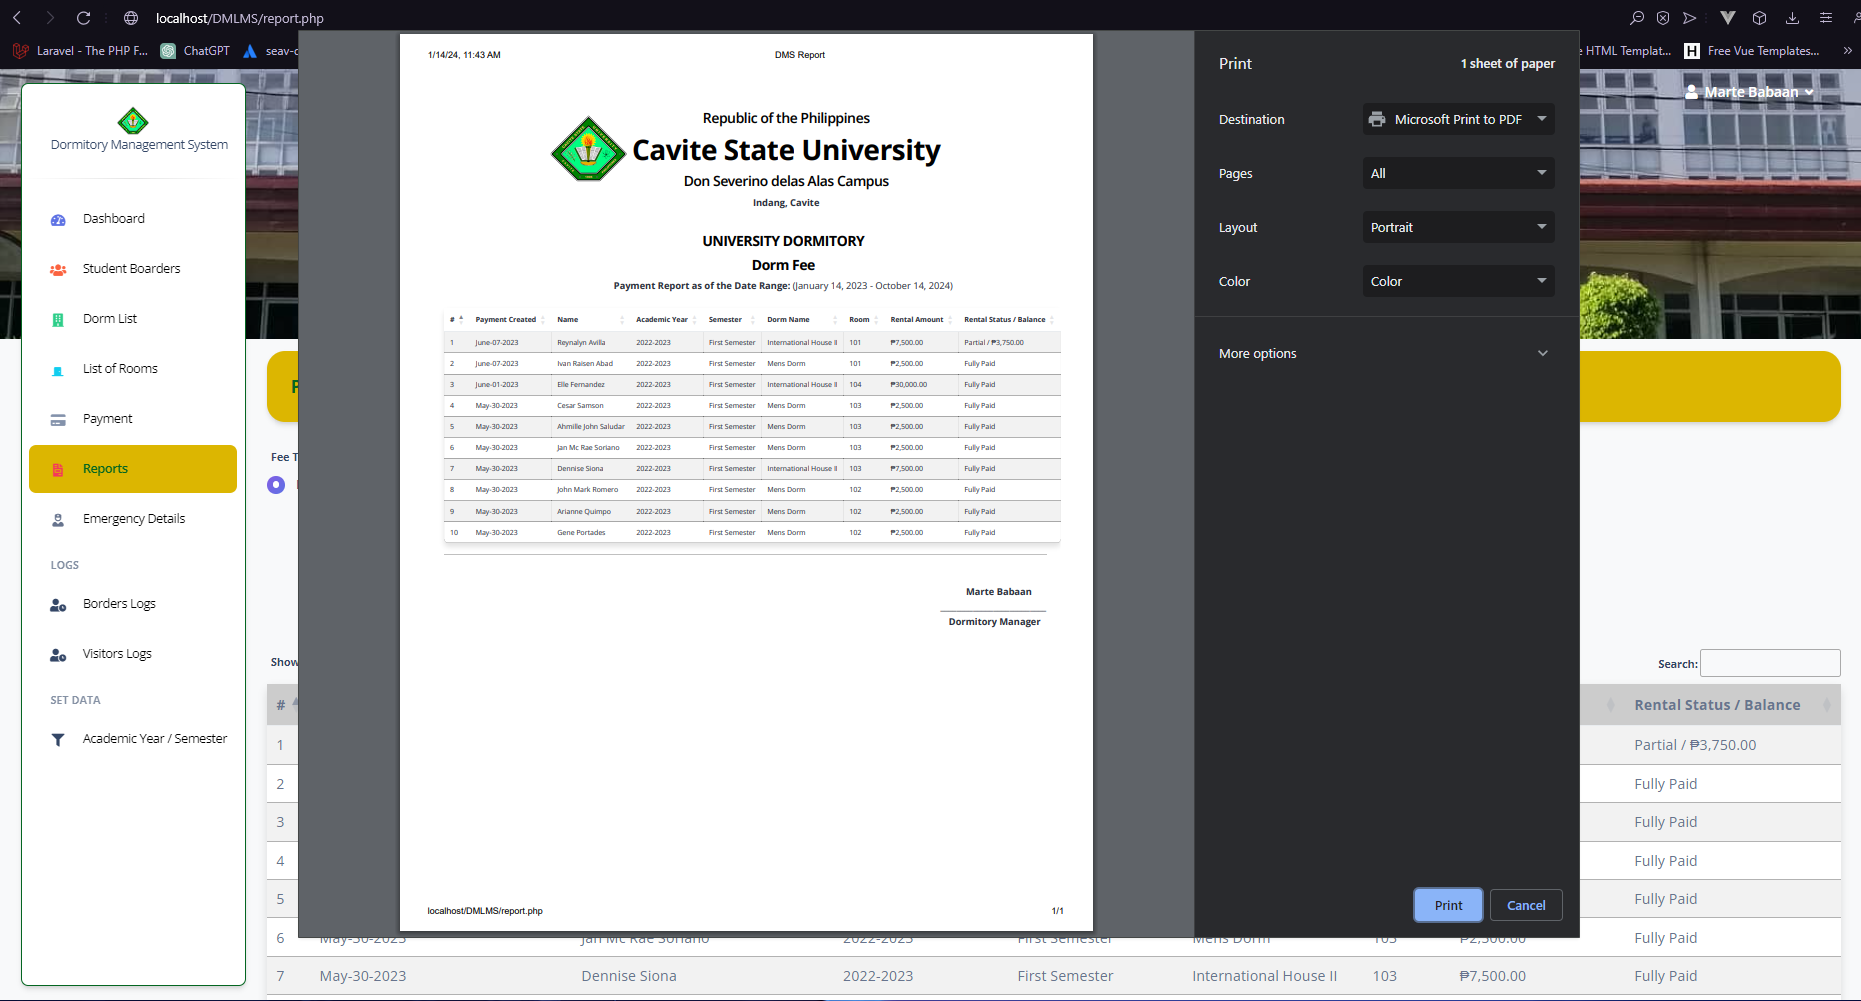 localhost/DMLMS/report.php
Laravel - The PHP F...
ChatGPT
seav-c
e HTML Templat...
H
Free Vue Templates...
»
Dormitory Management System
Dashboard
Student Boarders
Dorm List
List of Rooms
Payment
Reports
Emergency Details
LOGS
Borders Logs
Visitors Logs
SET DATA
Academic Year / Semester
Marte Babaan
Fee T
Show
Search:
1/14/24, 11:43 AM DMS Report
Republic of the Philippines
Cavite State University
Don Severino delas Alas Campus
Indang, Cavite
UNIVERSITY DORMITORY
Dorm Fee
Payment Report as of the Date Range: (January 14, 2023 - October 14, 2024)
# Payment Created Name Academic Year Semester Dorm Name Room Rental Amount Rental Status / Balance
1 June-07-2023 Reynalyn Avilla 2022-2023 First Semester International House II 101 ₱7,500.00 Partial / ₱3,750.00
2 June-07-2023 Ivan Raisen Abad 2022-2023 First Semester Mens Dorm 101 ₱2,500.00 Fully Paid
3 June-01-2023 Elle Fernandez 2022-2023 First Semester International House II 104 ₱30,000.00 Fully Paid
4 May-30-2023 Cesar Samson 2022-2023 First Semester Mens Dorm 103 ₱2,500.00 Fully Paid
5 May-30-2023 Ahmille John Saludar 2022-2023 First Semester Mens Dorm 103 ₱2,500.00 Fully Paid
6 May-30-2023 Jan Mc Rae Soriano 2022-2023 First Semester Mens Dorm 103 ₱2,500.00 Fully Paid
7 May-30-2023 Dennise Siona 2022-2023 First Semester International House II 103 ₱7,500.00 Fully Paid
8 May-30-2023 John Mark Romero 2022-2023 First Semester Mens Dorm 102 ₱2,500.00 Fully Paid
9 May-30-2023 Arianne Quimpo 2022-2023 First Semester Mens Dorm 102 ₱2,500.00 Fully Paid
10 May-30-2023 Gene Portades 2022-2023 First Semester Mens Dorm 102 ₱2,500.00 Fully Paid
Marte Babaan
Dormitory Manager
localhost/DMLMS/report.php 1/1
Print 1 sheet of paper
Destination Microsoft Print to PDF
Pages All
Layout Portrait
Color Color
More options
Print Cancel
# Rental Status / Balance
1 Partial / ₱3,750.00
2 Fully Paid
3 Fully Paid
4 Fully Paid
5 Fully Paid
6 May-30-2023 Jan Mc Rae Soriano 2022-2023 First Semester Mens Dorm 103 ₱2,500.00 Fully Paid
7 May-30-2023 Dennise Siona 2022-2023 First Semester International House II 103 ₱7,500.00 Fully Paid